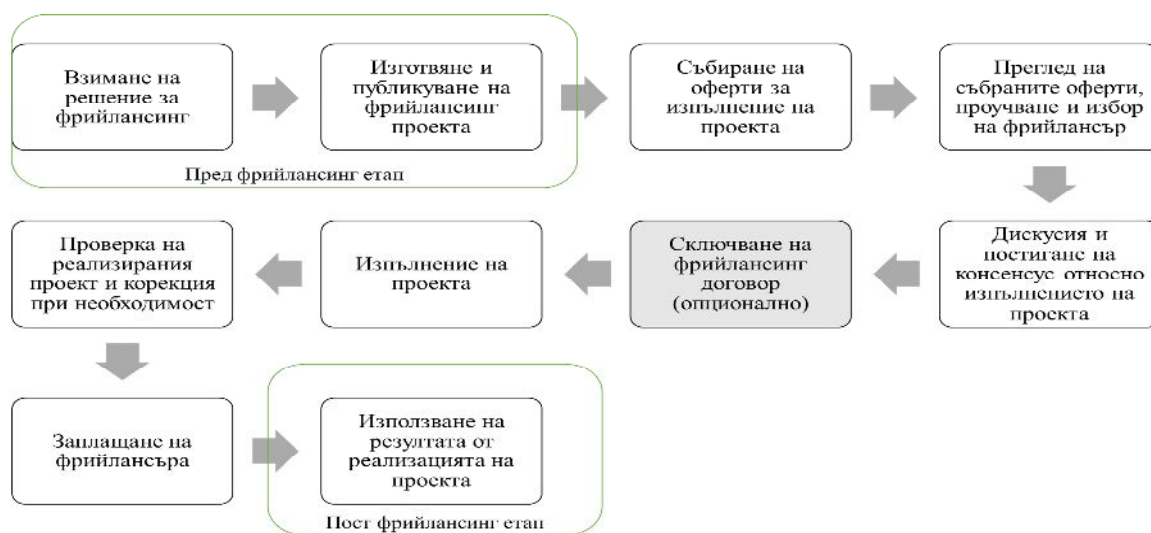 Взимане на
решение за
фрийлансинг
Изготвяне и
публикуване на
фрийлансинг
проекта
Събиране на
оферти за
изпълнение на
проекта
Преглед на
събраните оферти,
проучване и избор
на фрийлансър
Пред фрийлансинг етап
Дискусия и
постигане на
консенсус относно
изпълнението на
проекта
Сключване на
фрийлансинг
договор
(опционално)
Изпълнение на
проекта
Проверка на
реализирания
проект и корекция
при необходимост
Заплащане на
фрийлансъра
Използване на
резултата от
реализацията на
проекта
Пост фрийлансинг етап